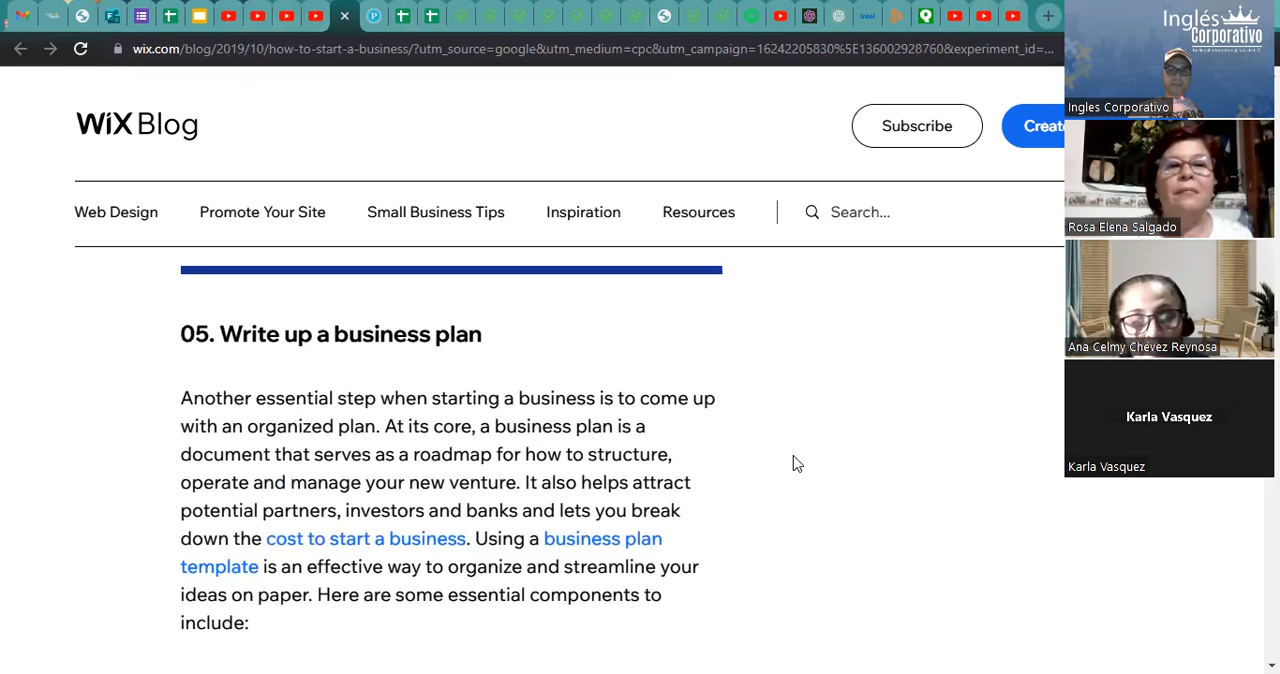 wix.com/blog/2019/10/how-to-start-a-business/?utm_source=google&utm_medium=cpc&utm_campaign=16242205830%5E136002928760&experiment_id=...
WiX Blog
Subscribe
Create
Web Design
Promote Your Site
Small Business Tips
Inspiration
Resources
Search...
05. Write up a business plan
Another essential step when starting a business is to come up
with an organized plan. At its core, a business plan is a
document that serves as a roadmap for how to structure,
operate and manage your new venture. It also helps attract
potential partners, investors and banks and lets you break
down the cost to start a business. Using a business plan
template is an effective way to organize and streamline your
ideas on paper. Here are some essential components to
include:
Inglés
Corporativo
Ingles Corporativo
Rosa Elena Salgado
Ana Celmy Chévez Reynosa
Karla Vasquez
Karla Vasquez